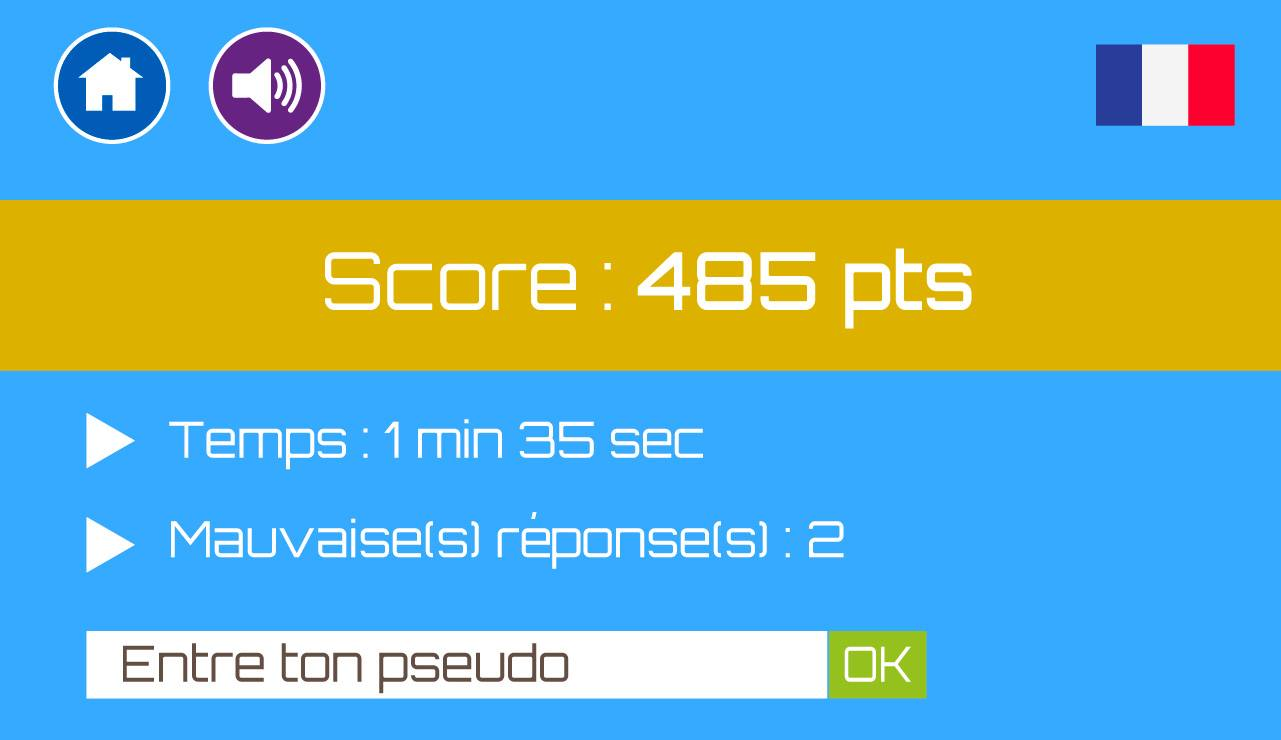 Score : 485 pts
Temps : 1 min 35 sec
Mauvaise(s) réponse(s) : 2
Entre ton pseudo OK